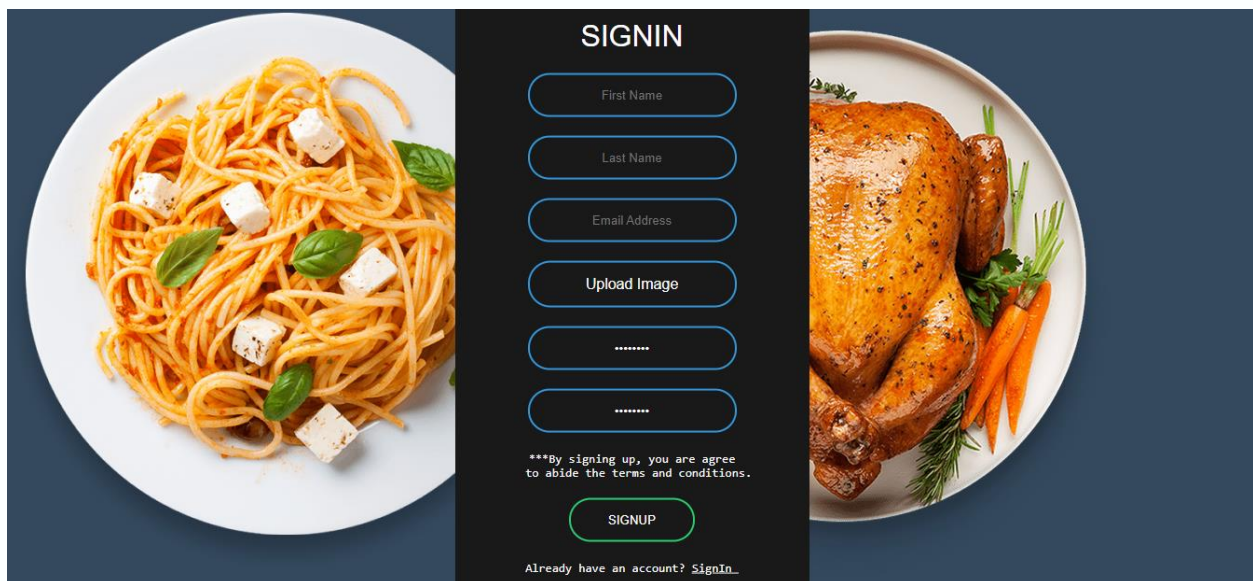 SIGNIN
First Name
Last Name
Email Address
Upload Image
••••••••
••••••••
***By signing up, you are agree
to abide the terms and conditions.
SIGNUP
Already have an account? SignIn